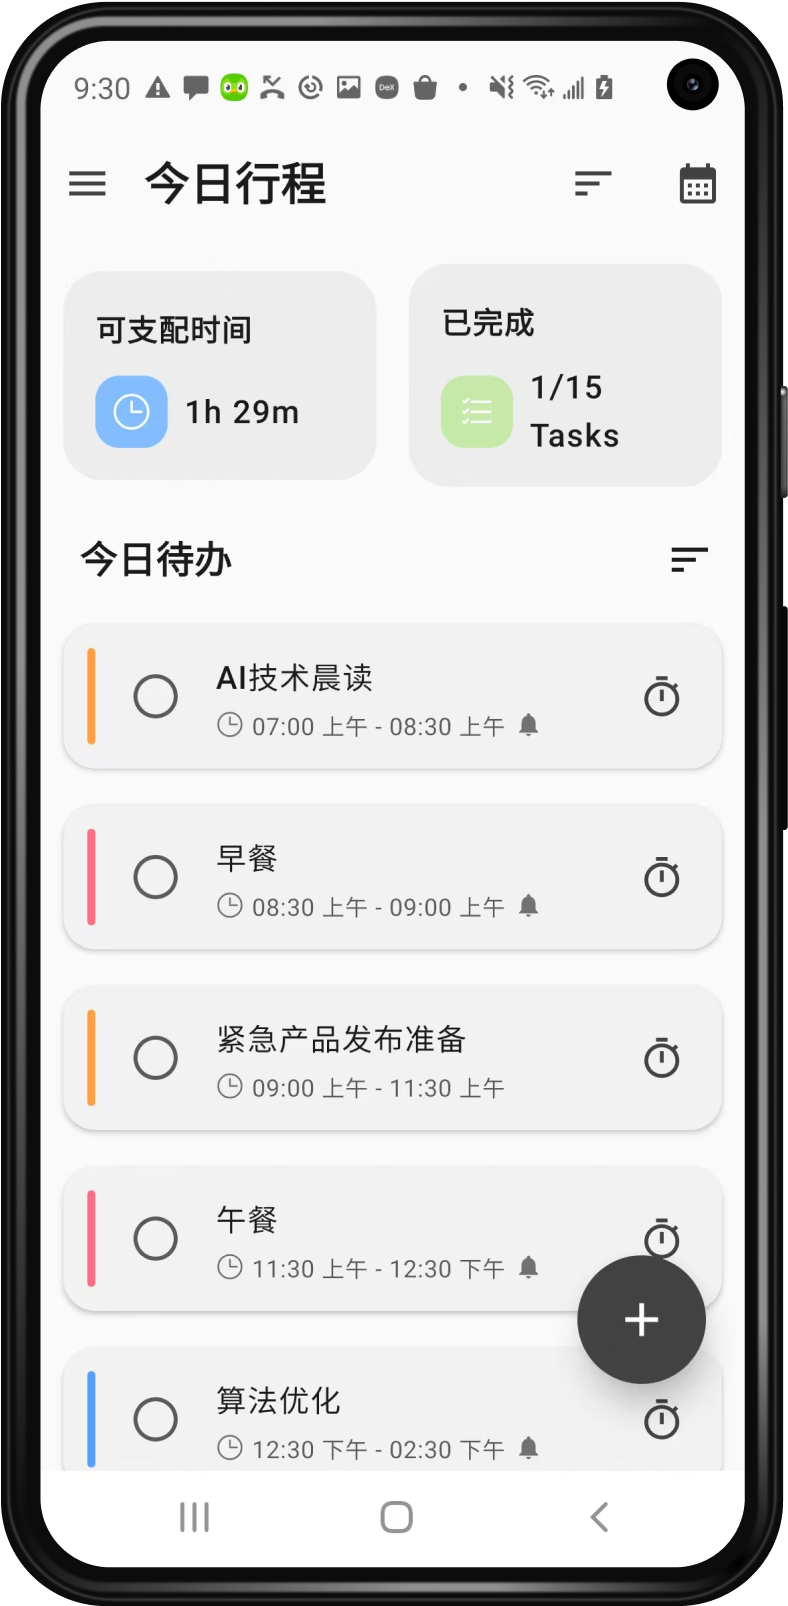 9:30
DeX
今日行程
可支配时间
1h 29m
已完成
1/15
Tasks
今日待办
AI技术晨读
07:00 上午 - 08:30 上午
早餐
08:30 上午 - 09:00 上午
紧急产品发布准备
09:00 上午 - 11:30 上午
午餐
11:30 上午 - 12:30 下午
算法优化
12:30 下午 - 02:30 下午